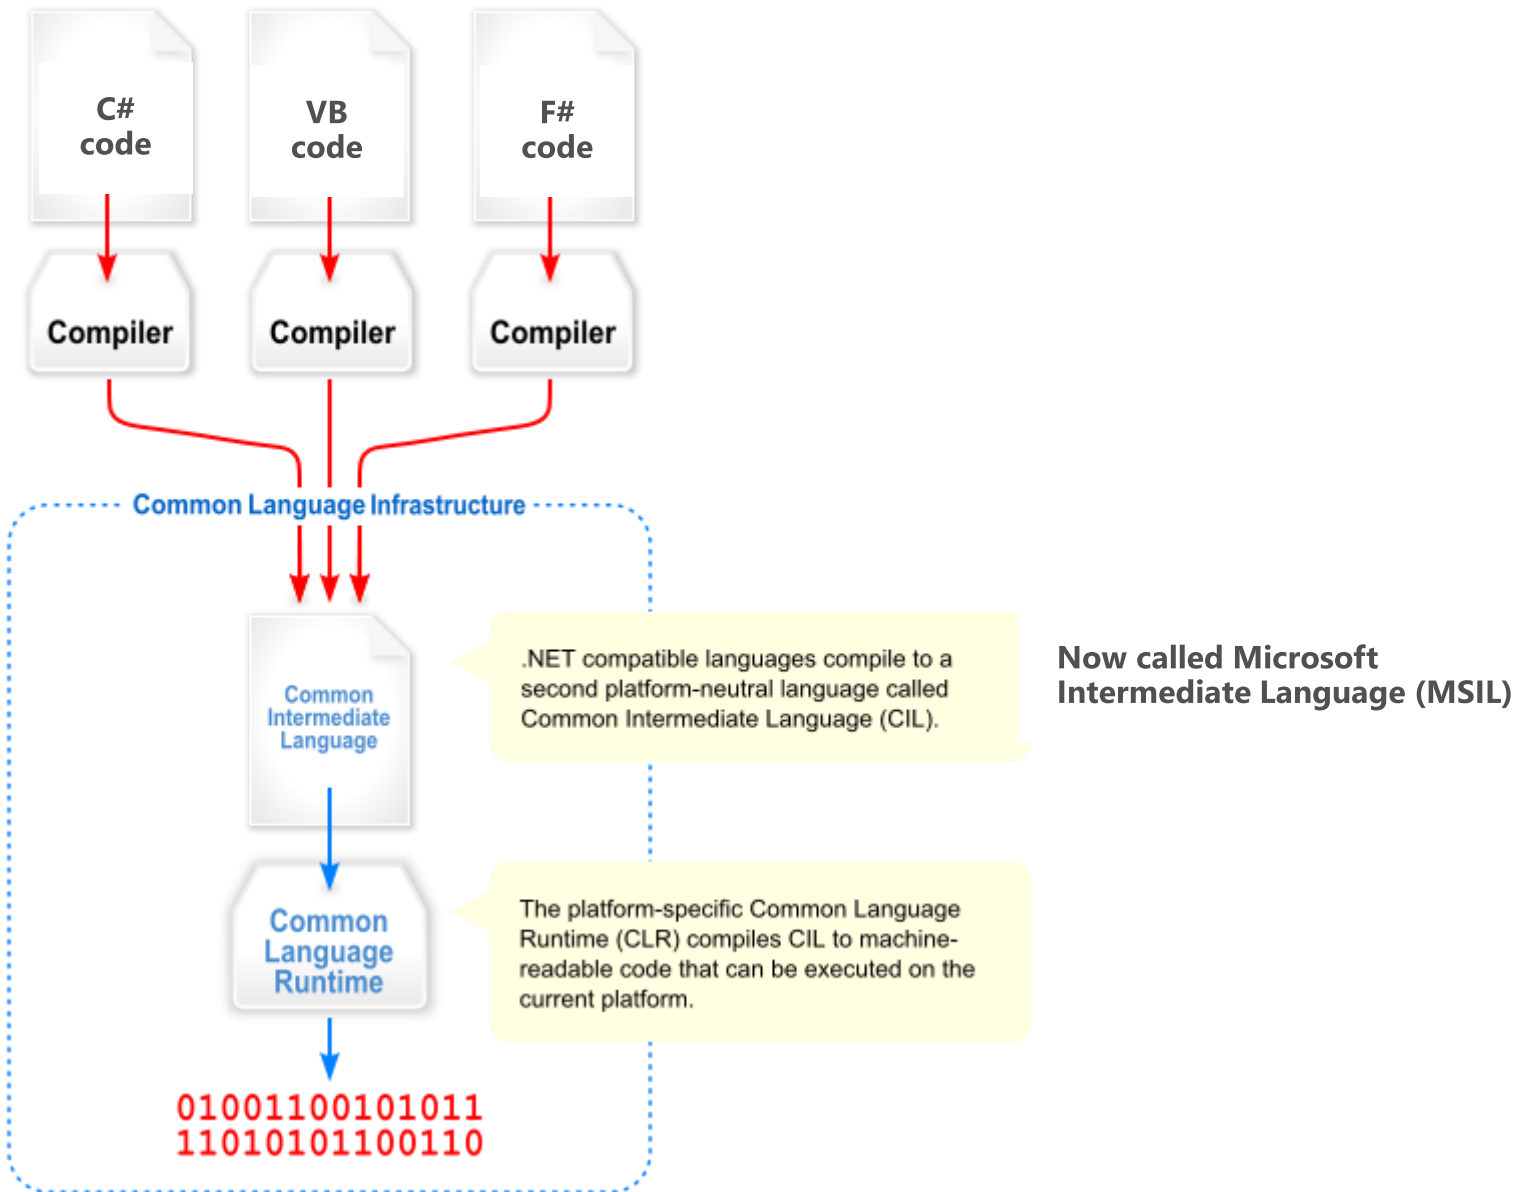 C#
code
VB
code
F#
code
Compiler
Compiler
Compiler
Common Language Infrastructure
Common
Intermediate
Language
.NET compatible languages compile to a
second platform-neutral language called
Common Intermediate Language (CIL).
Now called Microsoft
Intermediate Language (MSIL)
Common
Language
Runtime
The platform-specific Common Language
Runtime (CLR) compiles CIL to machine-
readable code that can be executed on the
current platform.
01001100101011
11010101100110